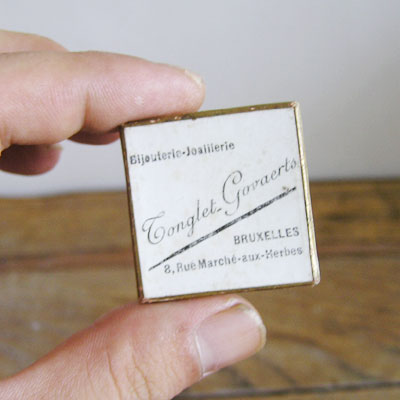 Bijouterie-Joaillerie
Tonglet-Govaerts
BRUXELLES
8, Rue Marché-aux-Herbes